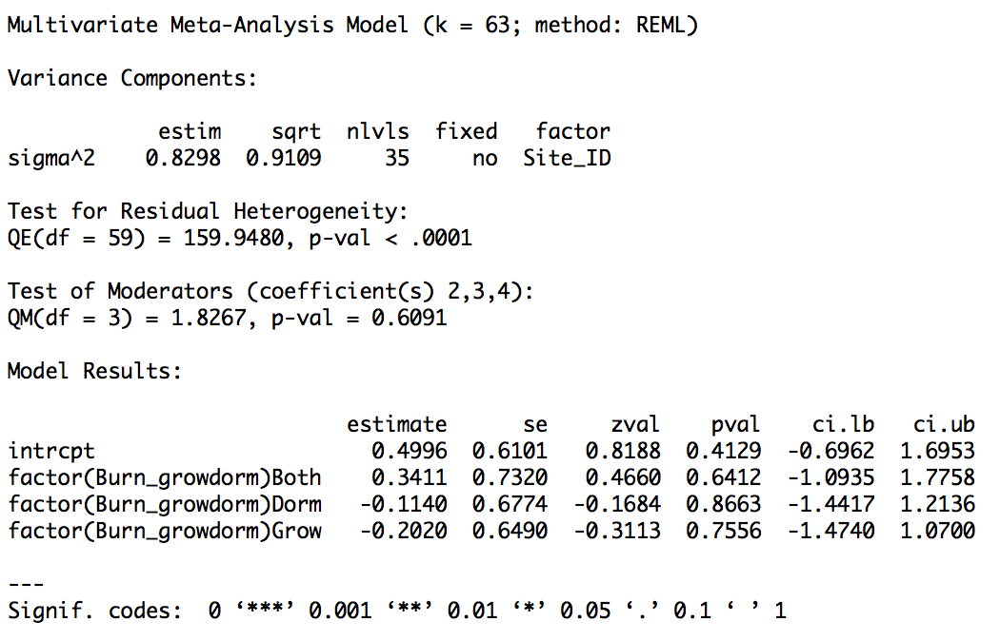 Multivariate Meta-Analysis Model (k = 63; method: REML)
Variance Components:
estim sqrt nlvls fixed factor
sigma^2 0.8298 0.9109 35 no Site_ID
Test for Residual Heterogeneity:
QE(df = 59) = 159.9480, p-val < .0001
Test of Moderators (coefficient(s) 2,3,4):
QM(df = 3) = 1.8267, p-val = 0.6091
Model Results:
estimate se zval pval ci.lb ci.ub
intrcpt 0.4996 0.6101 0.8188 0.4129 -0.6962 1.6953
factor(Burn_growdorm)Both 0.3411 0.7320 0.4660 0.6412 -1.0935 1.7758
factor(Burn_growdorm)Dorm -0.1140 0.6774 -0.1684 0.8663 -1.4417 1.2136
factor(Burn_growdorm)Grow -0.2020 0.6490 -0.3113 0.7556 -1.4740 1.0700
---
Signif. codes: 0 ‘***’ 0.001 ‘**’ 0.01 ‘*’ 0.05 ‘.’ 0.1 ‘ ’ 1